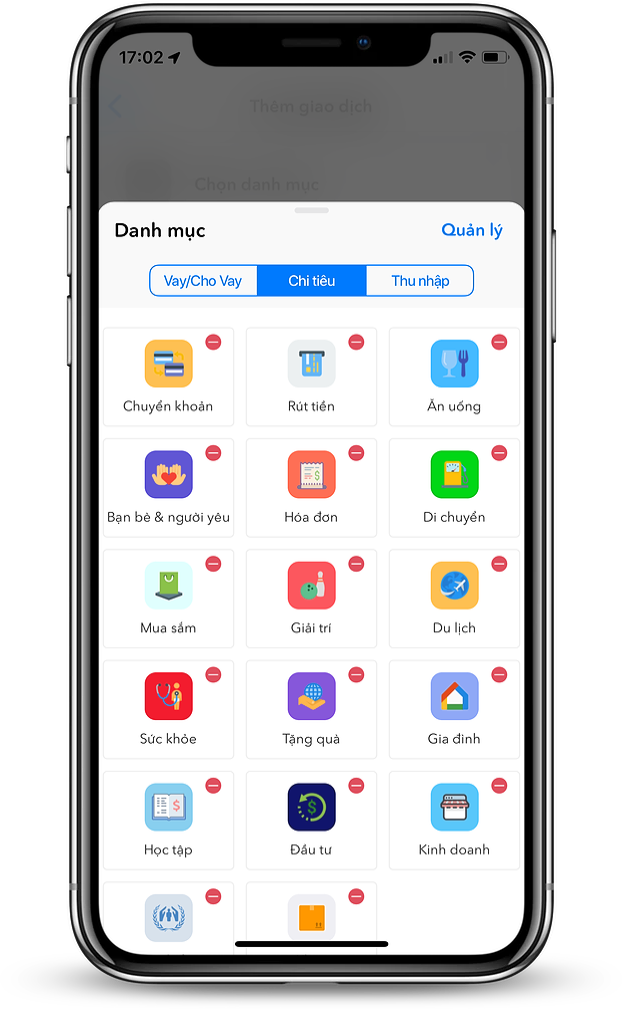 17:02
Thêm giao dịch
Chọn danh mục
Danh mục
Quản lý
Vay/Cho Vay
Chi tiêu
Thu nhập
Chuyển khoản
Rút tiền
Ăn uống
Bạn bè & người yêu
Hóa đơn
Di chuyển
Mua sắm
Giải trí
Du lịch
Sức khỏe
Tặng quà
Gia đình
Học tập
Đầu tư
Kinh doanh